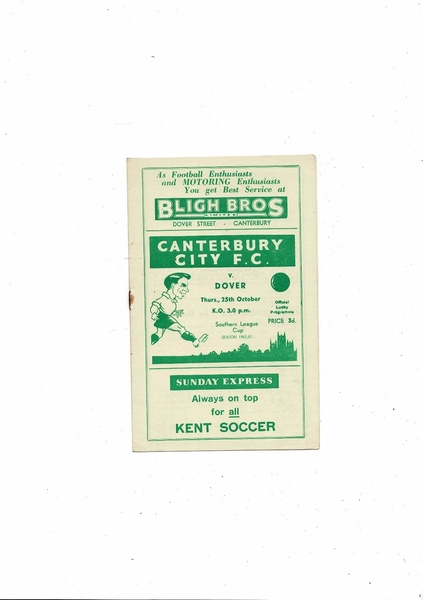 As Football Enthusiasts
and MOTORING Enthusiasts
You get Best Service at
BLIGH BROS
LIMITED
DOVER STREET - CANTERBURY
CANTERBURY
CITY F.C.
v.
DOVER
Thurs., 25th October
K.O. 3.0 p.m.
Southern League
Cup
SEASON
Official
Lucky
Programme
PRICE 3d.
SUNDAY EXPRESS
Always on top
for all
KENT SOCCER